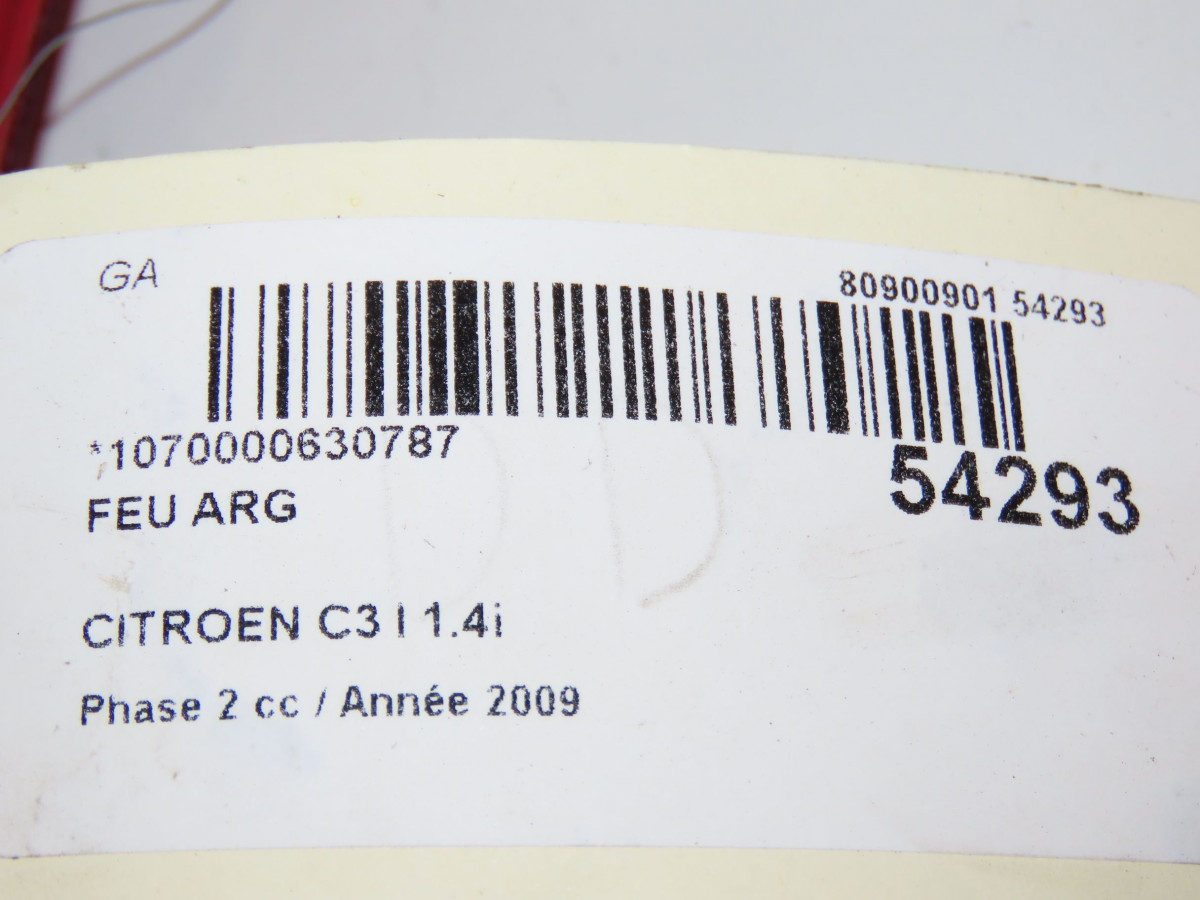 GA
80900901 54293
*1070000630787
54293
FEU ARG
CITROEN C3 I 1.4i
Phase 2 cc / Année 2009